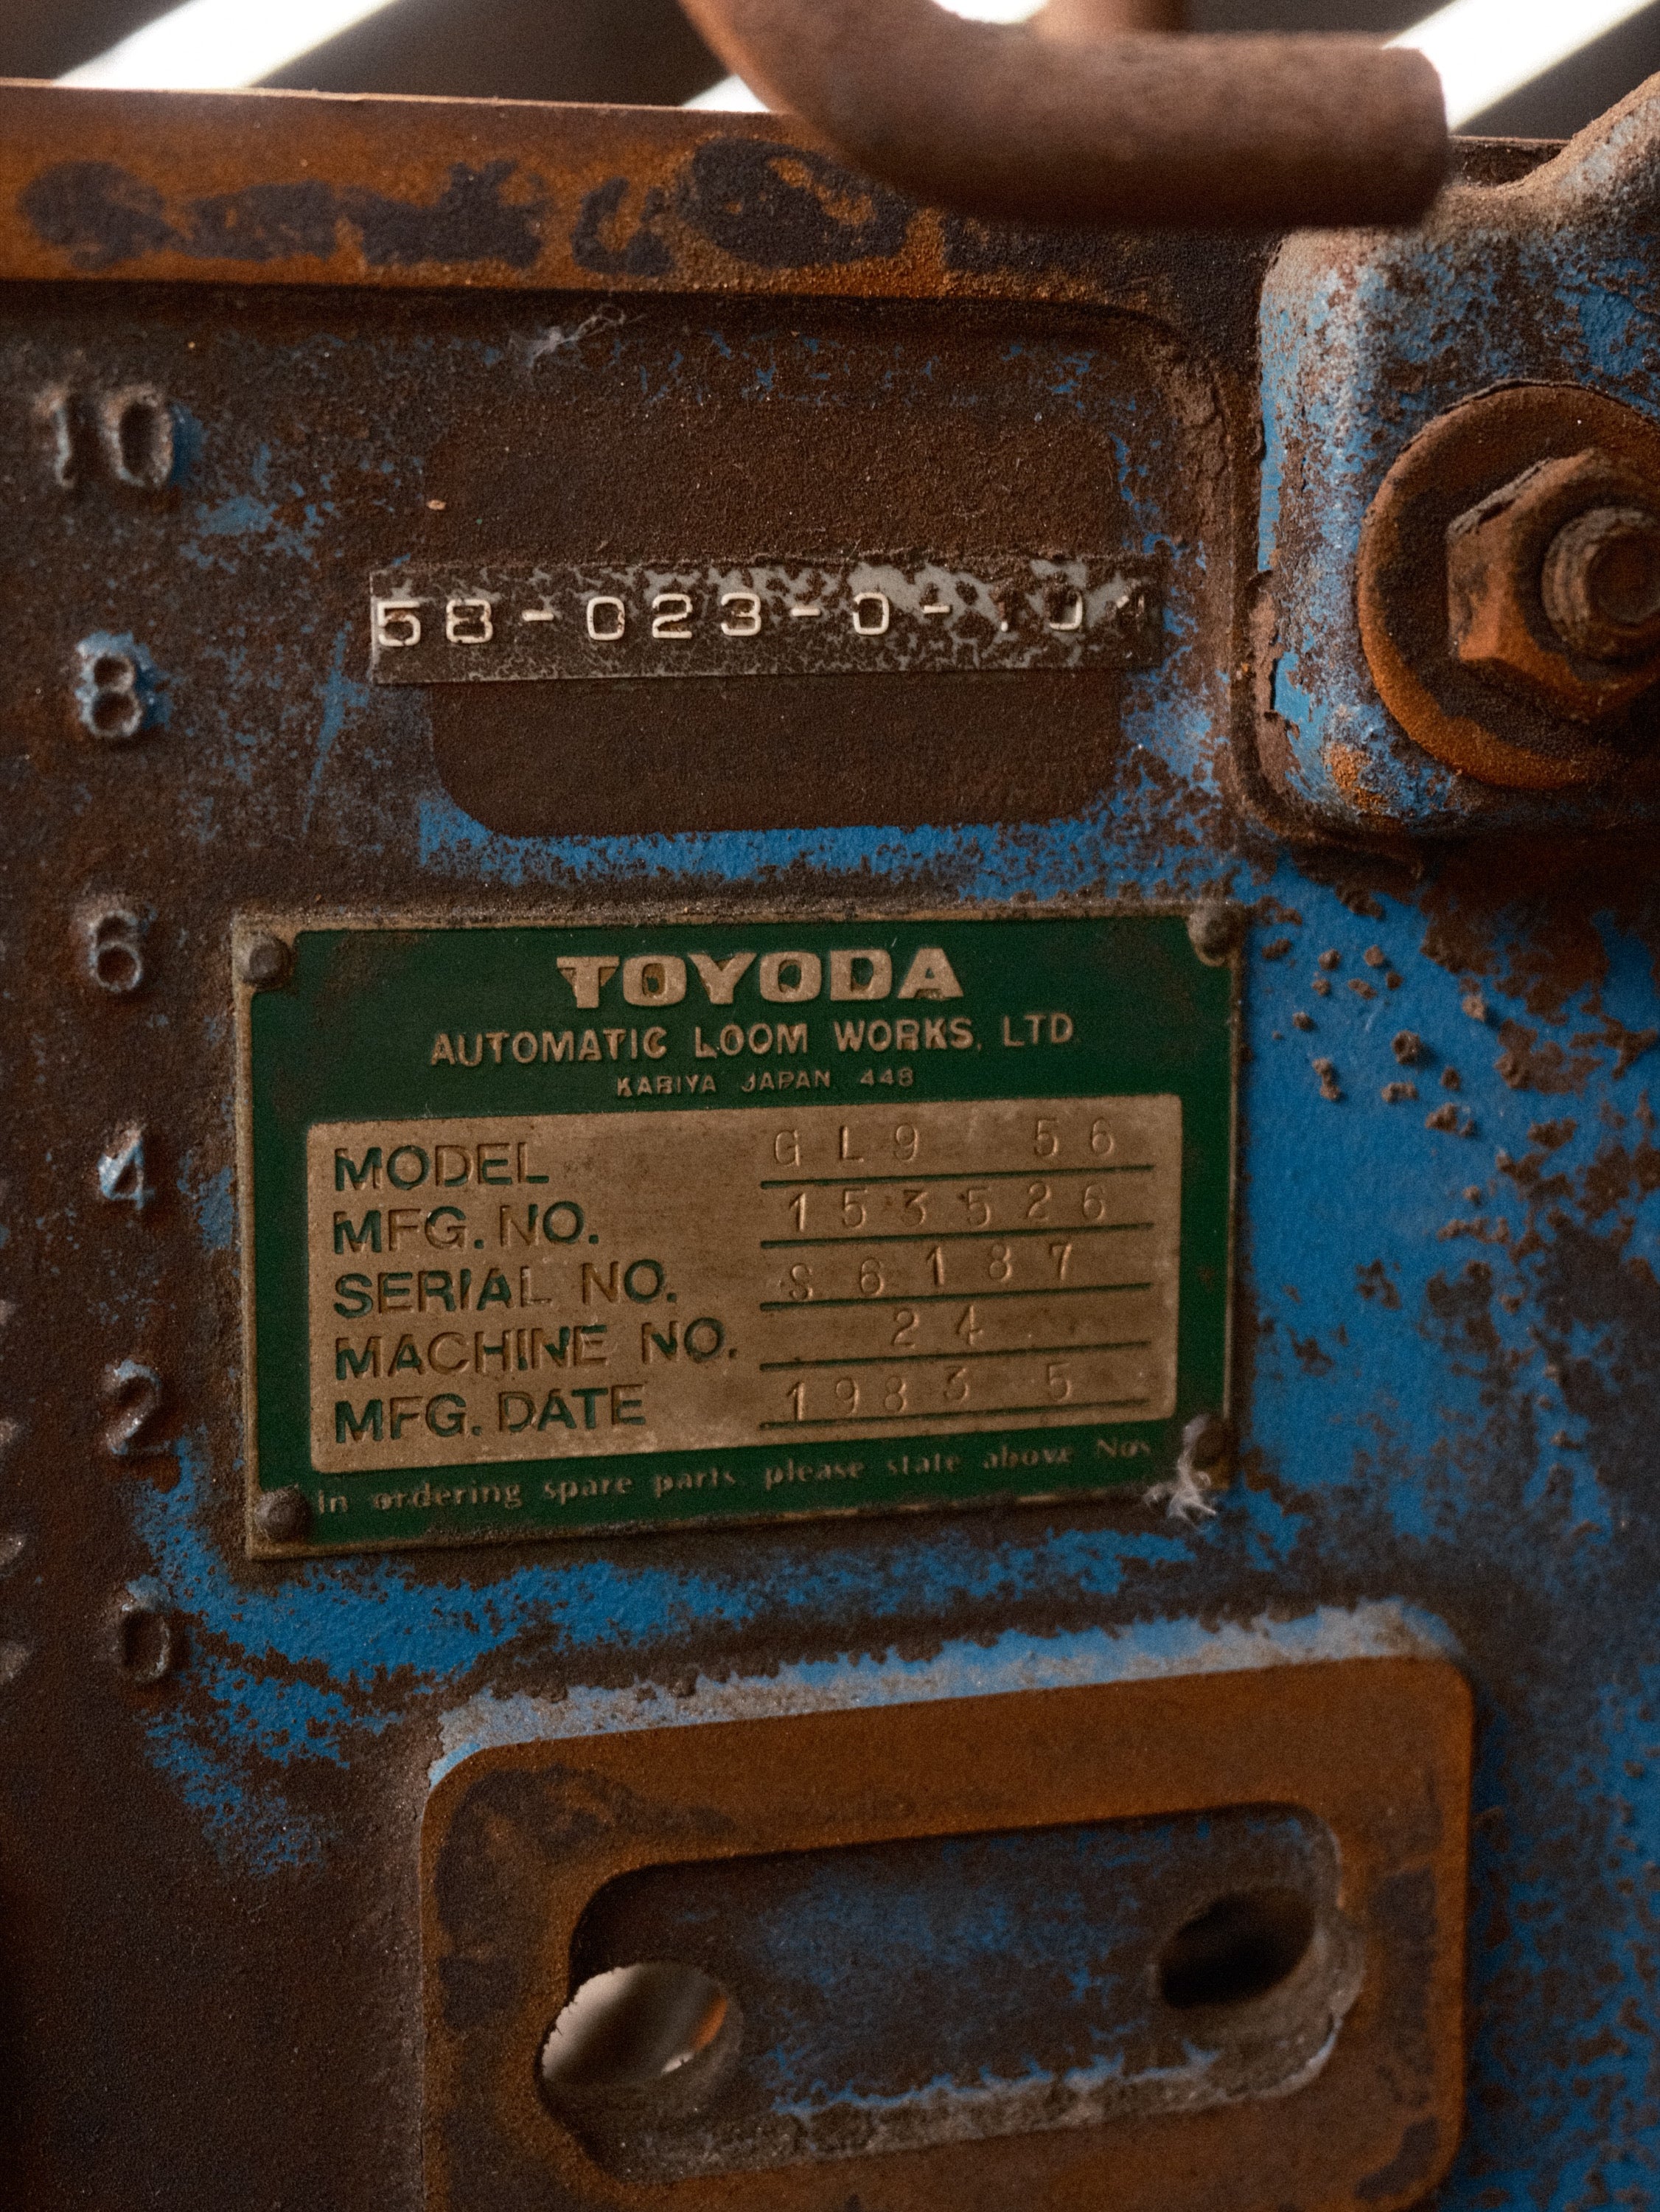 10
58-023-0-
8
6
TOYODA
AUTOMATIC LOOM WORKS, LTD.
KARIYA JAPAN 448
MODEL GL9 56
4
MFG. NO. 153526
SERIAL NO. S6187
MACHINE NO. 24
2
MFG. DATE 1983 5
In ordering spare parts, please state above Nos
0